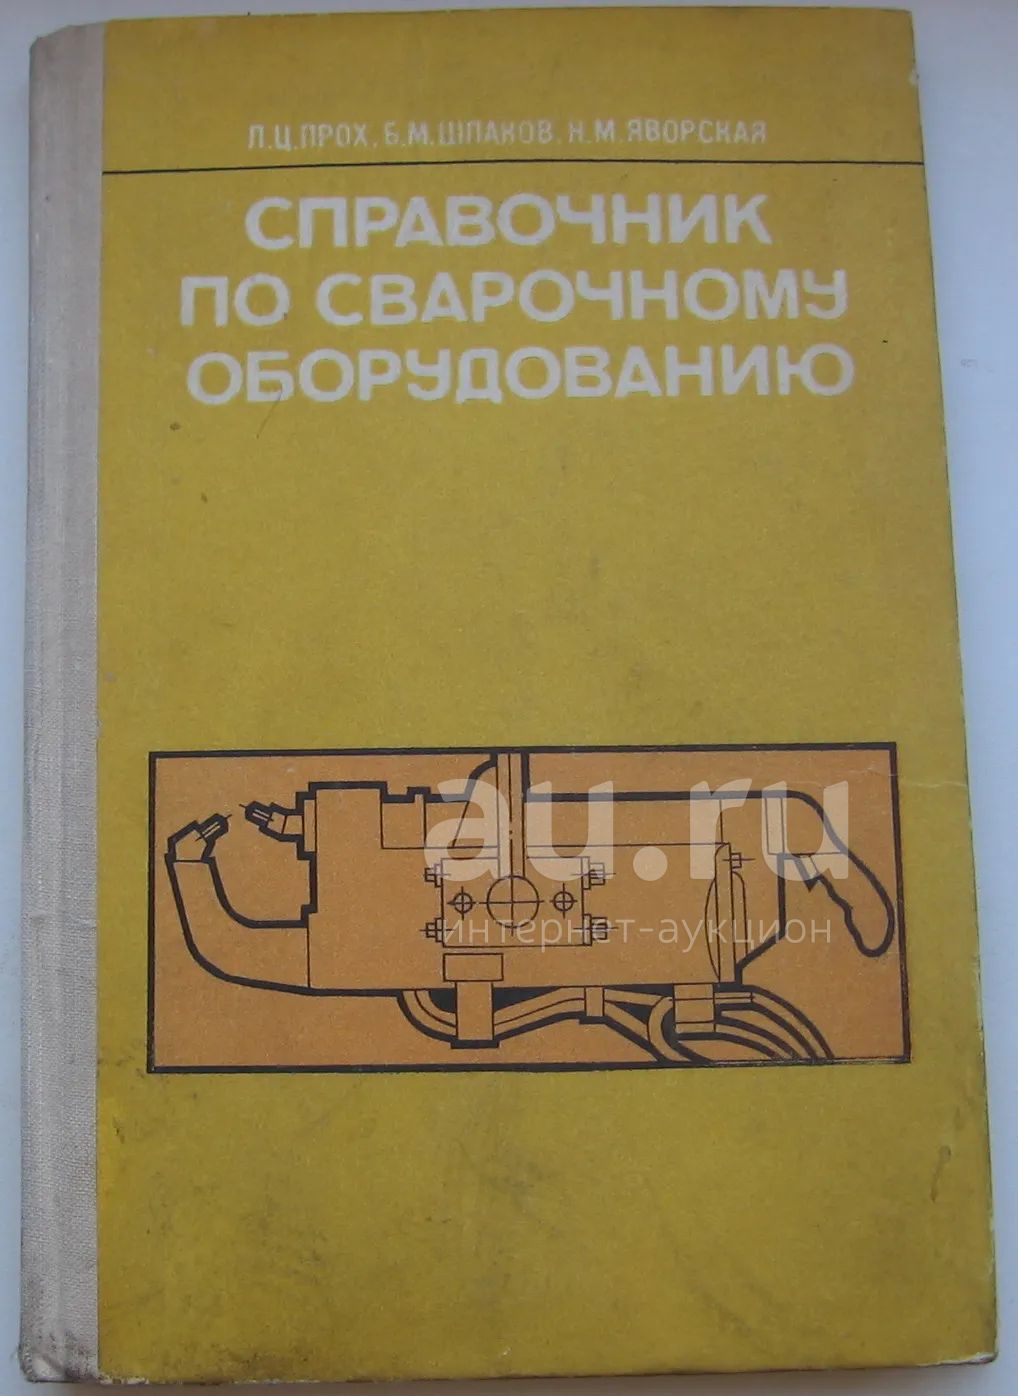 Л.Ц.ПРОХ, Б.М.ШПАКОВ, Н.М.ЯВОРСКАЯ
СПРАВОЧНИК
ПО СВАРОЧНОМУ
ОБОРУДОВАНИЮ
au.ru
интернет-аукцион